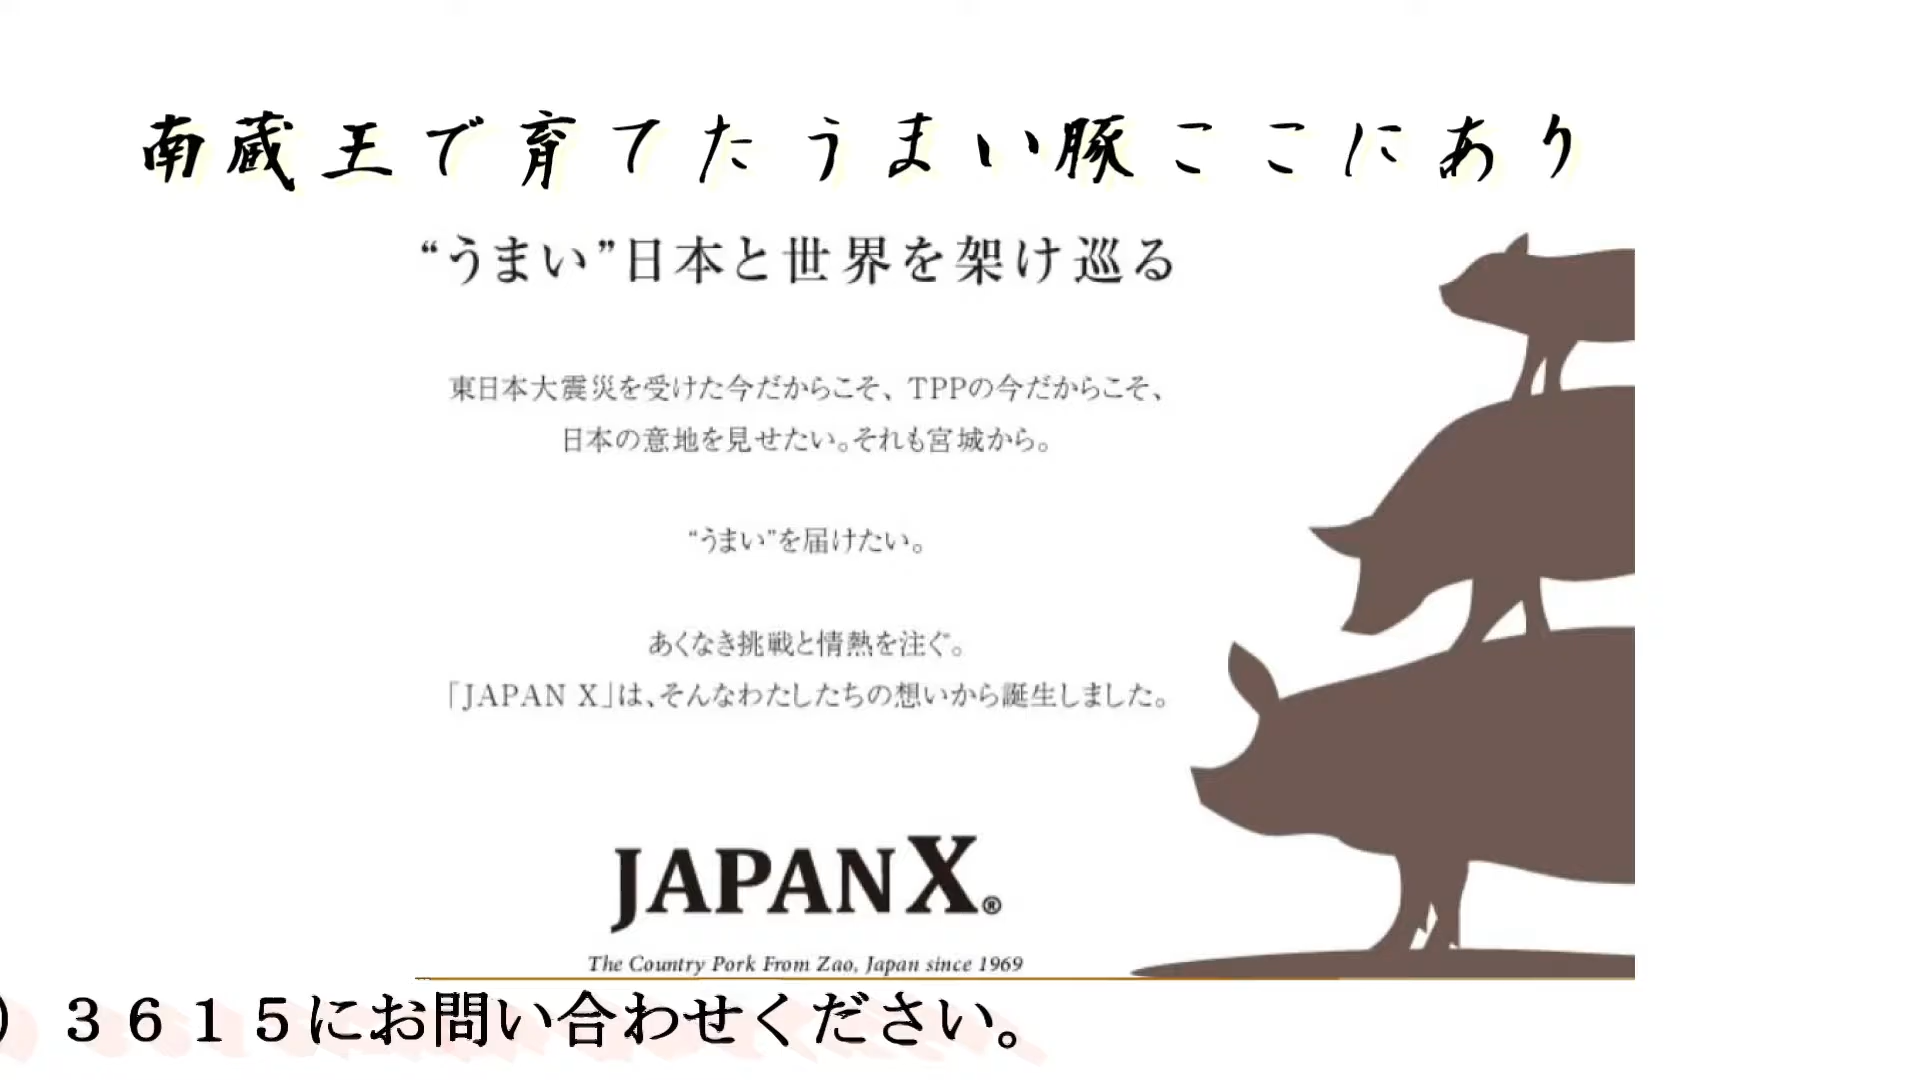 南蔵王で育てたうまい豚ここにあり
“うまい”日本と世界を架け巡る
東日本大震災を受けた今だからこそ、TPPの今だからこそ、
日本の意地を見せたい。それも宮城から。
“うまい”を届けたい。
あくなき挑戦と情熱を注ぐ。
「JAPAN X」は、そんなわたしたちの想いから誕生しました。
JAPAN X®
The Country Pork From Zao, Japan since 1969
）３６１５にお問い合わせください。